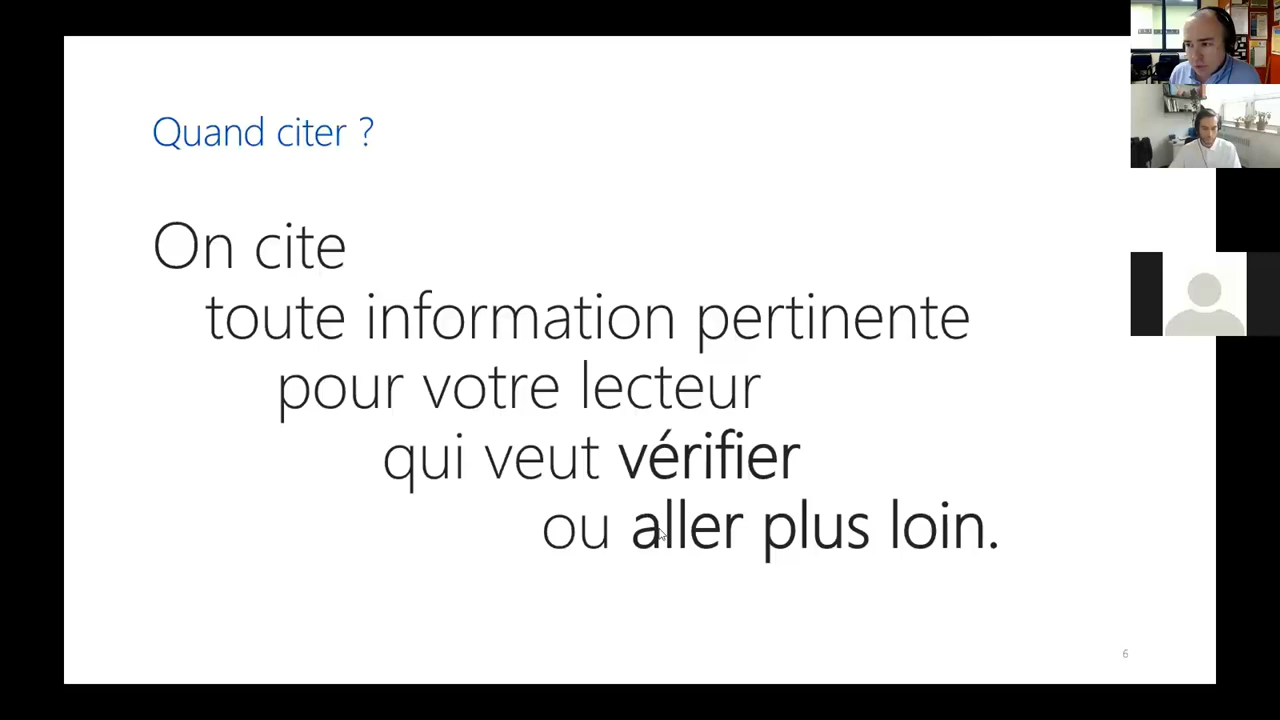 Quand citer ?
On cite
toute information pertinente
pour votre lecteur
qui veut vérifier
ou aller plus loin.
6